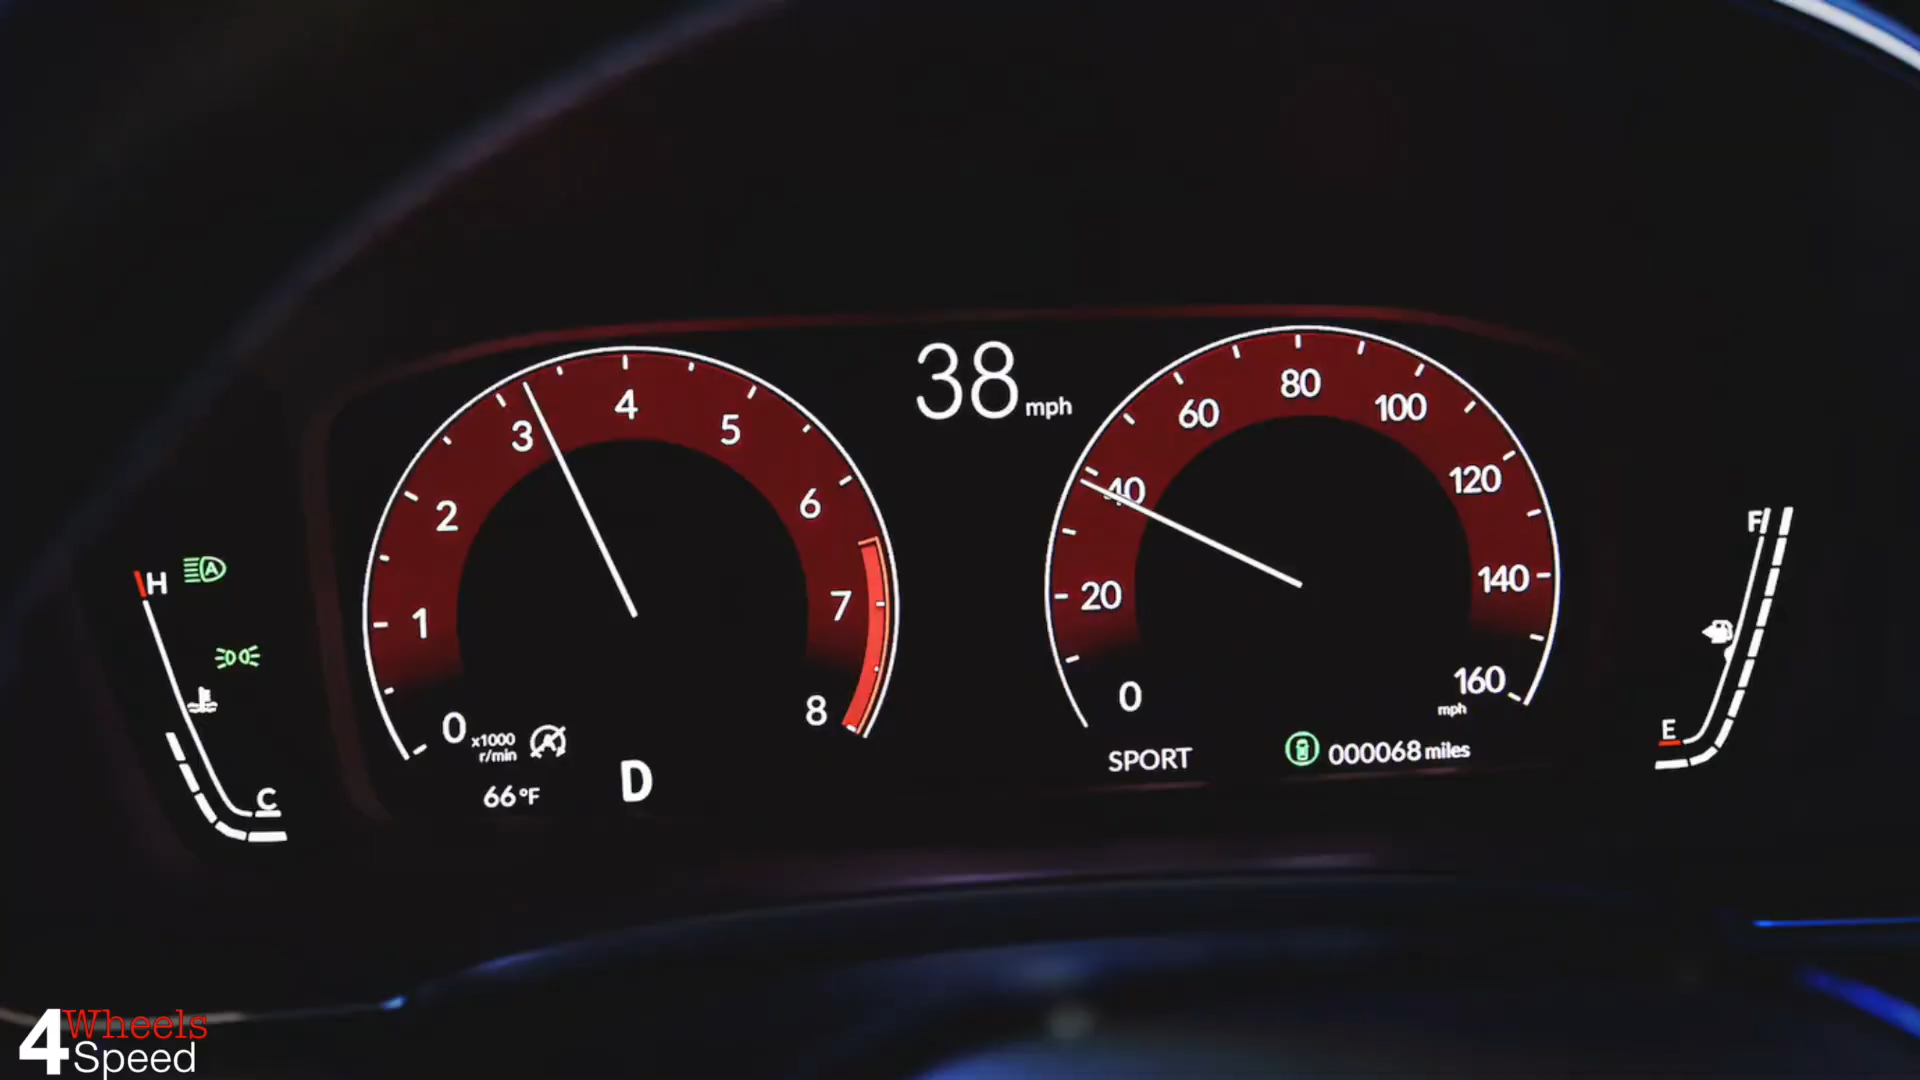 38 mph
0 1 2 3 4 5 6 7 8
x1000
r/min
66 °F
D
H
A
C
A
0 20 40 60 80 100 120 140 160
mph
SPORT
000068 miles
F
E
4 Wheels
Speed